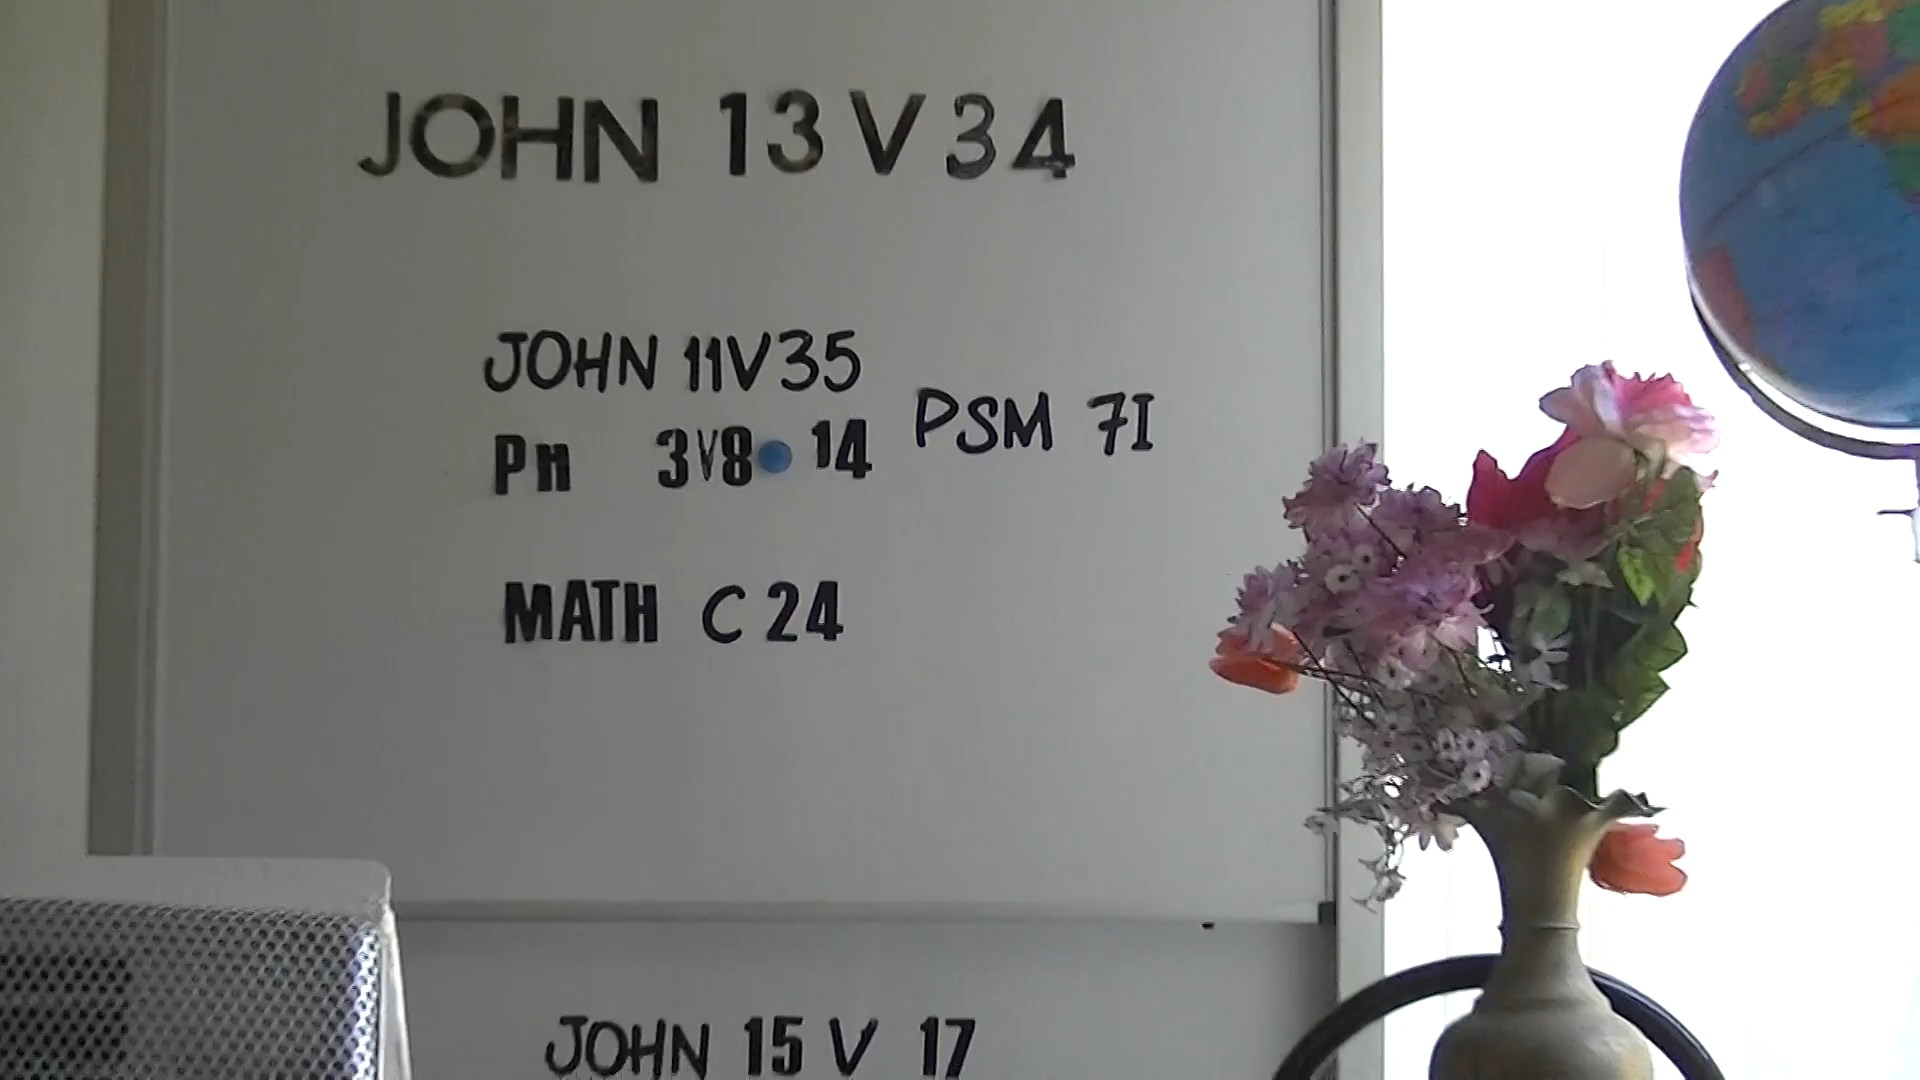 JOHN 13 V 34
JOHN 11V35
PH 3V8 14
PSM 71
MATH C 24
JOHN 15 V 17